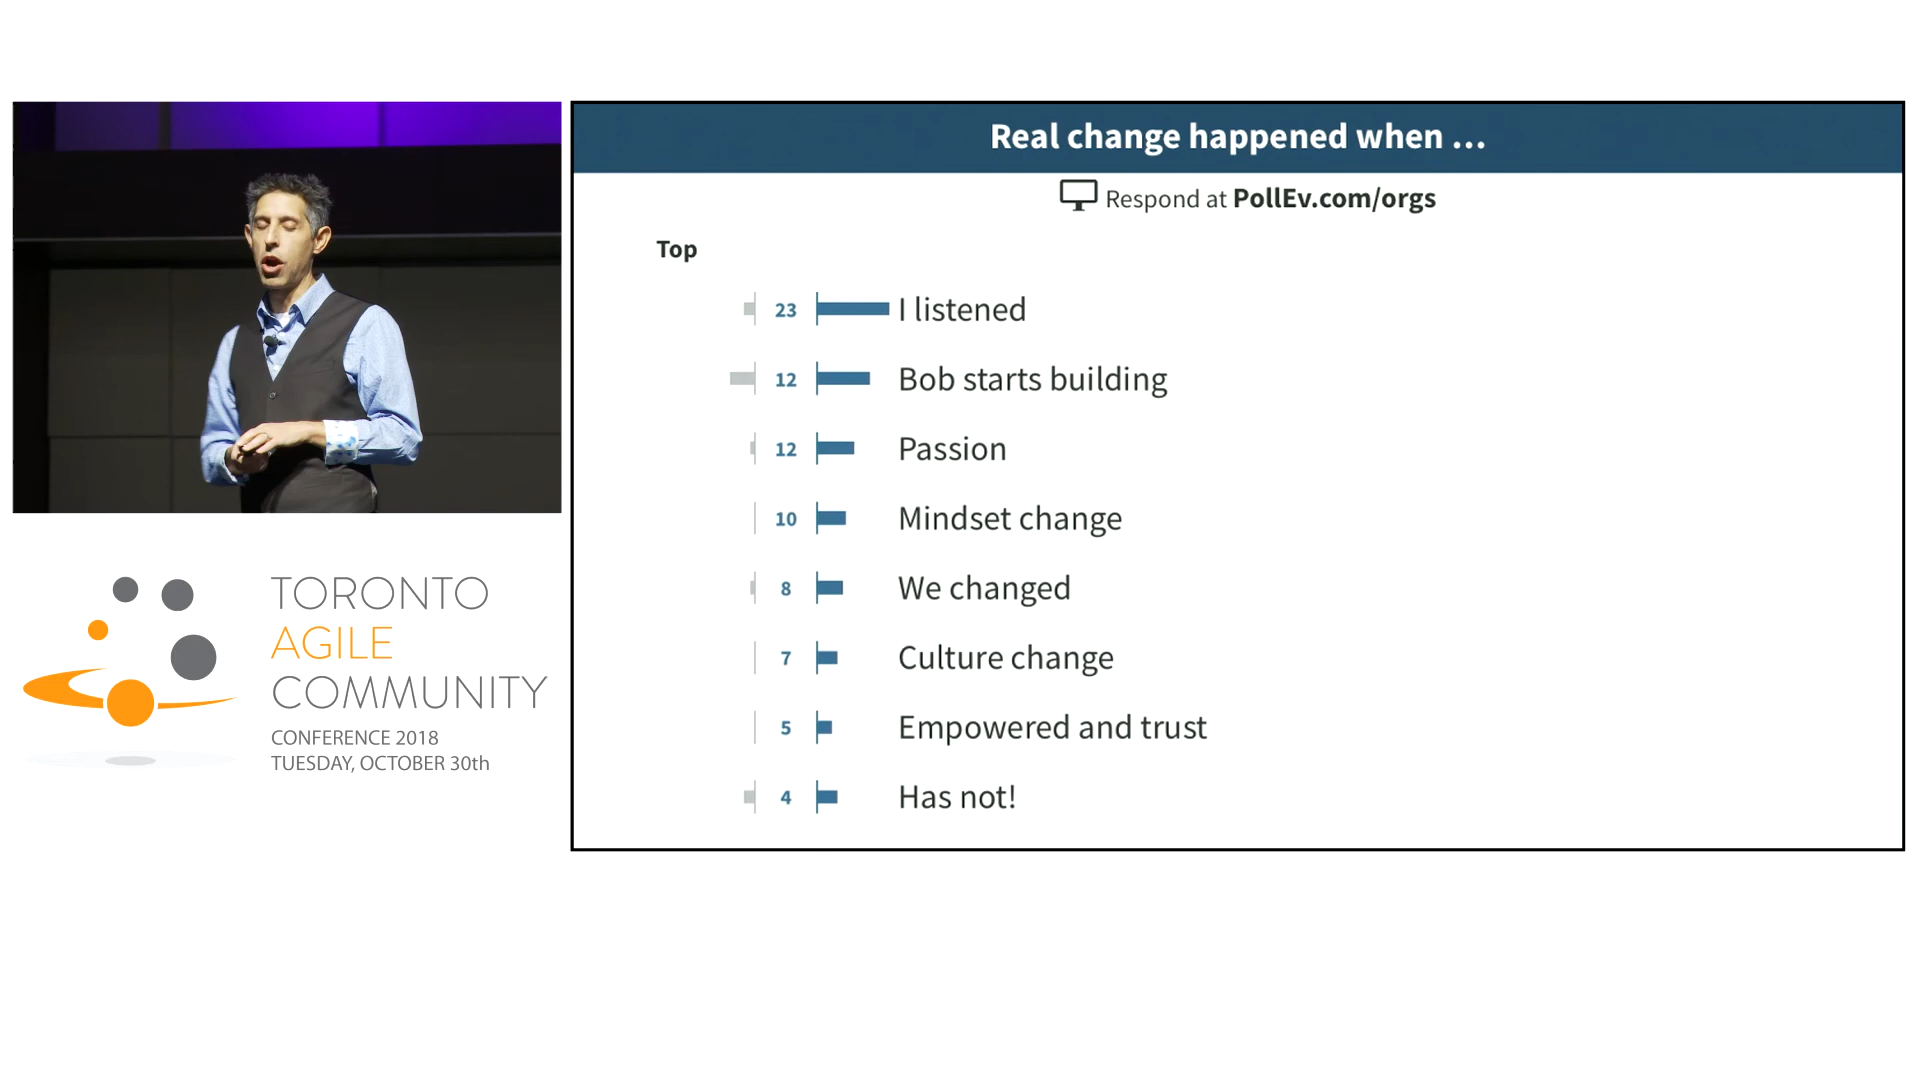 Real change happened when ...
Respond at PollEv.com/orgs
Top
23 I listened
12 Bob starts building
12 Passion
10 Mindset change
8 We changed
7 Culture change
5 Empowered and trust
4 Has not!
TORONTO
AGILE
COMMUNITY
CONFERENCE 2018
TUESDAY, OCTOBER 30th